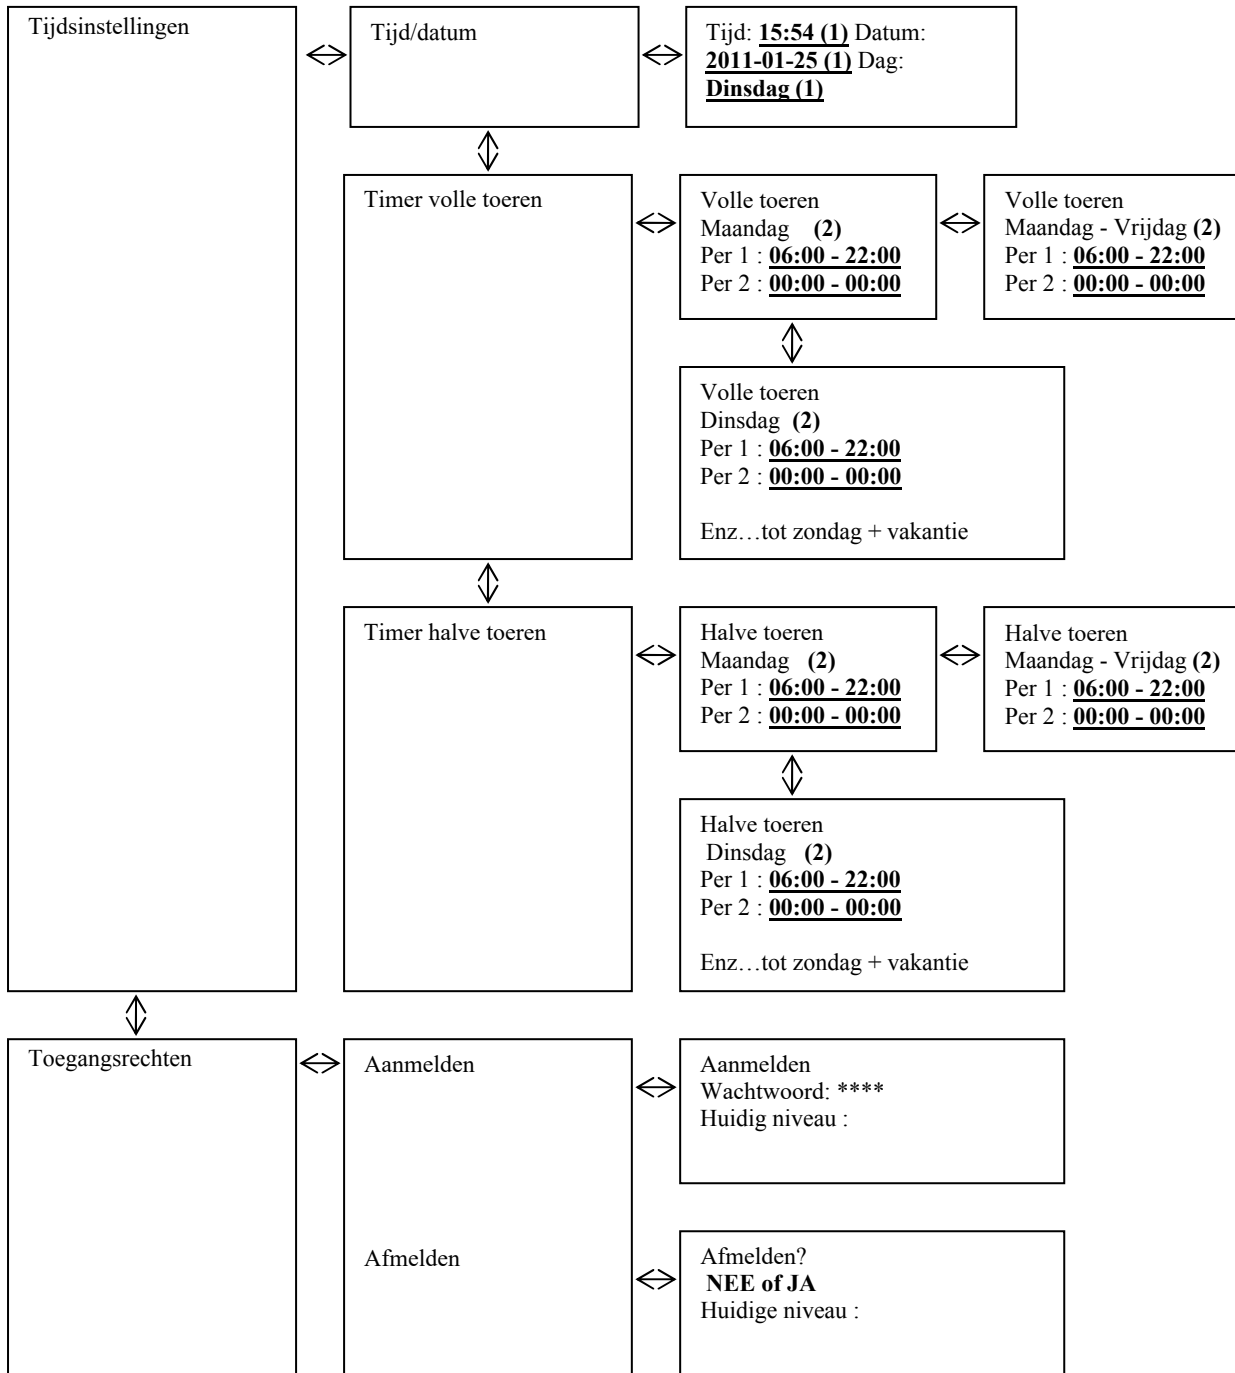 Tijdsinstellingen
Tijd/datum
Tijd: 15:54 (1) Datum:
2011-01-25 (1) Dag:
Dinsdag (1)
Timer volle toeren
Volle toeren
Maandag (2)
Per 1 : 06:00 - 22:00
Per 2 : 00:00 - 00:00
Volle toeren
Maandag - Vrijdag (2)
Per 1 : 06:00 - 22:00
Per 2 : 00:00 - 00:00
Volle toeren
Dinsdag (2)
Per 1 : 06:00 - 22:00
Per 2 : 00:00 - 00:00
Enz…tot zondag + vakantie
Timer halve toeren
Halve toeren
Maandag (2)
Per 1 : 06:00 - 22:00
Per 2 : 00:00 - 00:00
Halve toeren
Maandag - Vrijdag (2)
Per 1 : 06:00 - 22:00
Per 2 : 00:00 - 00:00
Halve toeren
Dinsdag (2)
Per 1 : 06:00 - 22:00
Per 2 : 00:00 - 00:00
Enz…tot zondag + vakantie
Toegangsrechten
Aanmelden
Aanmelden
Wachtwoord: ****
Huidig niveau :
Afmelden
Afmelden?
NEE of JA
Huidige niveau :